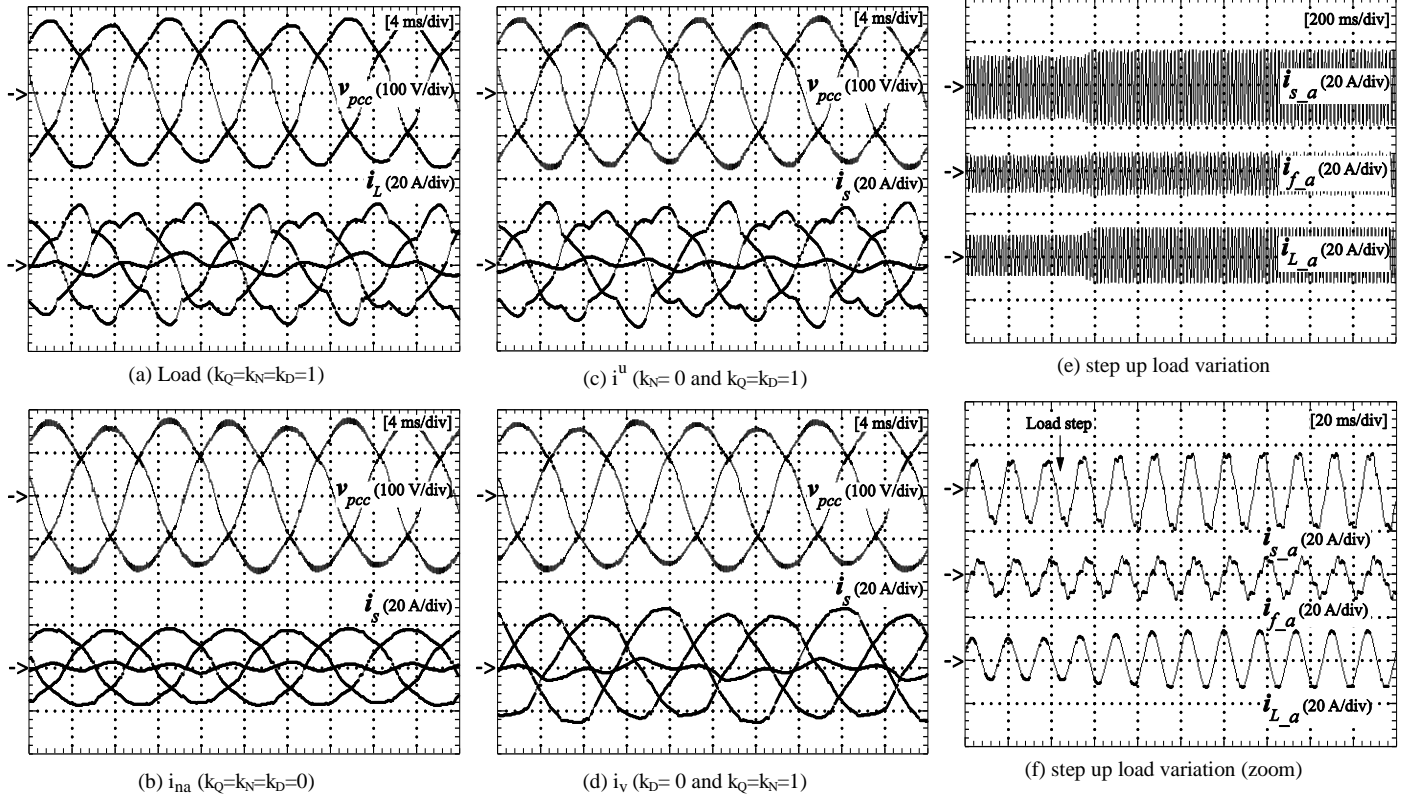 [4 ms/div]
v_pcc (100 V/div)
i_L (20 A/div)
(a) Load (k_Q=k_N=k_D=1)
[4 ms/div]
v_pcc (100 V/div)
i_s (20 A/div)
(c) i^u (k_N= 0 and k_Q=k_D=1)
[200 ms/div]
i_s_a (20 A/div)
i_f_a (20 A/div)
i_L_a (20 A/div)
(e) step up load variation
[4 ms/div]
v_pcc (100 V/div)
i_s (20 A/div)
(b) i_na (k_Q=k_N=k_D=0)
[4 ms/div]
v_pcc (100 V/div)
i_s (20 A/div)
(d) i_v (k_D= 0 and k_Q=k_N=1)
[20 ms/div]
Load step
i_s_a (20 A/div)
i_f_a (20 A/div)
i_L_a (20 A/div)
(f) step up load variation (zoom)